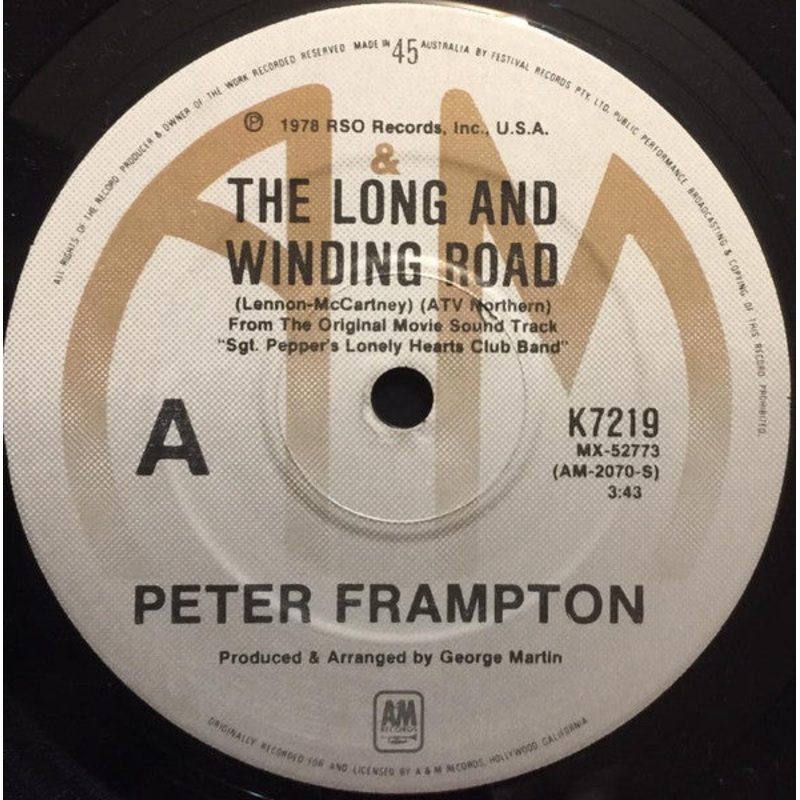 ALL RIGHTS OF THE RECORD PRODUCER & OWNER OF THE WORK RECORDED RESERVED MADE IN 45 AUSTRALIA BY FESTIVAL RECORDS PTY. LTD. PUBLIC PERFORMANCE BROADCASTING & COPYING OF THIS RECORD PROHIBITED.
℗ 1978 RSO Records, Inc., U.S.A.
A&M
THE LONG AND
WINDING ROAD
(Lennon-McCartney) (ATV Northern)
From The Original Movie Sound Track
"Sgt. Pepper's Lonely Hearts Club Band"
A
K7219
MX-52773
(AM-2070-S)
3:43
PETER FRAMPTON
Produced & Arranged by George Martin
A&M
RECORDS
ORIGINALLY RECORDED FOR AND LICENSED BY A & M RECORDS, HOLLYWOOD, CALIFORNIA